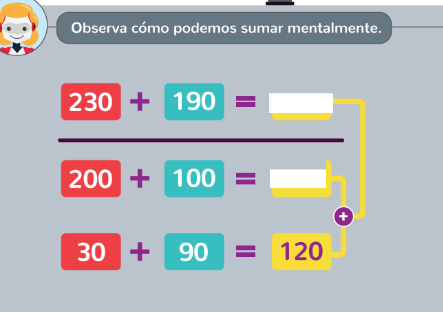 Observa cómo podemos sumar mentalmente.
230 + 190 =
200 + 100 =
+
30 + 90 = 120